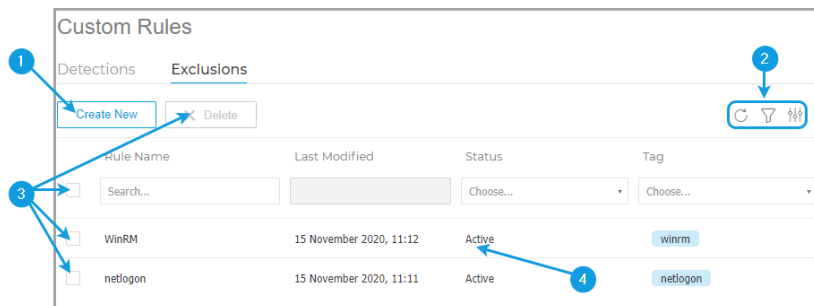 Custom Rules
1
2
Detections Exclusions
Create New Delete
Rule Name Last Modified Status Tag
3
Search... Choose... Choose...
WinRM 15 November 2020, 11:12 Active winrm
netlogon 15 November 2020, 11:11 Active 4 netlogon